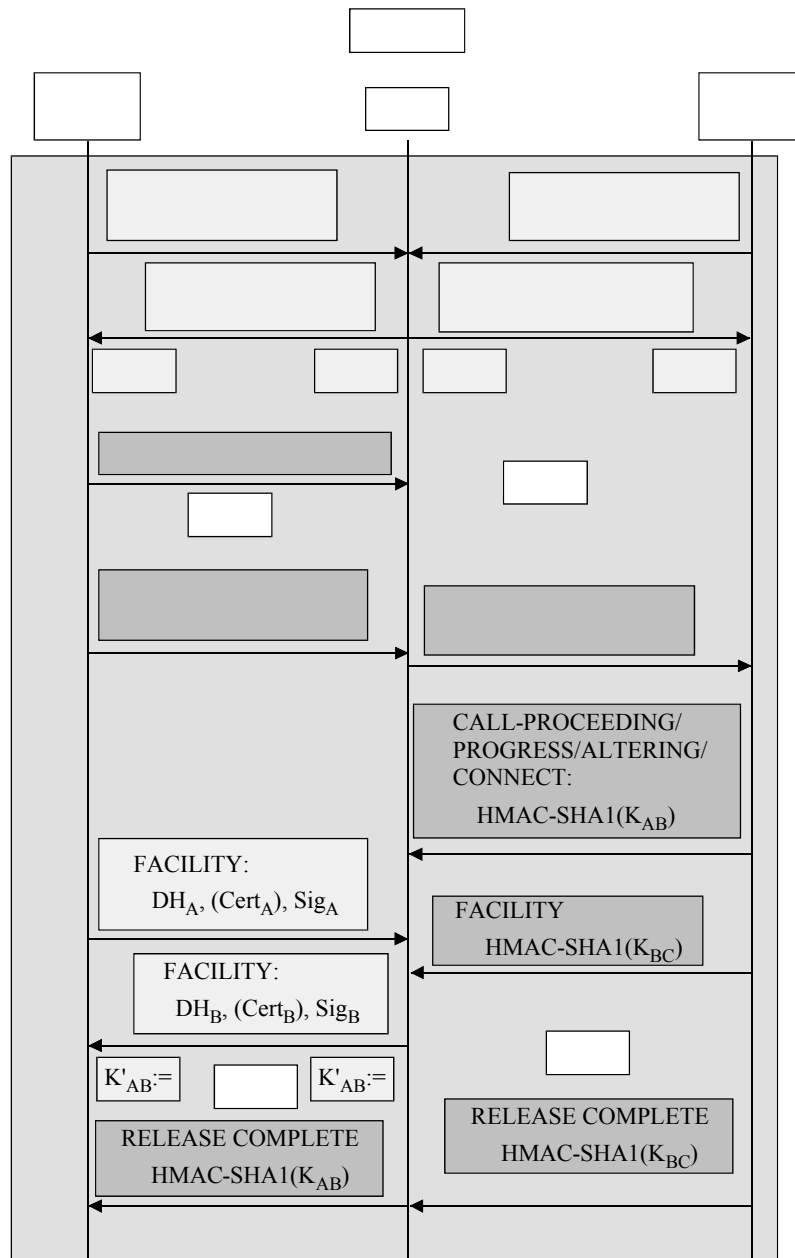 CALL-PROCEEDING/
PROGRESS/ALTERING/
CONNECT:
HMAC-SHA1(K_AB)
FACILITY:
DH_A, (Cert_A), Sig_A
FACILITY
HMAC-SHA1(K_BC)
FACILITY:
DH_B, (Cert_B), Sig_B
K'_AB:=
K'_AB:=
RELEASE COMPLETE
HMAC-SHA1(K_AB)
RELEASE COMPLETE
HMAC-SHA1(K_BC)